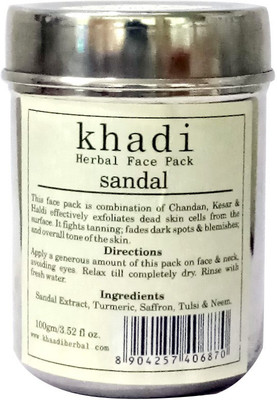 khadi
Herbal Face Pack
sandal
This face pack is combination of Chandan, Kesar &
Haldi effectively exfoliates dead skin cells from the
surface. It fights tanning; fades dark spots & blemishes;
and overall tone of the skin.
Directions
Apply a generous amount of this pack on face & neck,
avoiding eyes. Relax till completely dry. Rinse with
fresh water.
Ingredients
Sandal Extract, Turmeric, Saffron, Tulsi & Neem.
100gm/3.52 fl oz.
www.khadiherbal.com
8 904257 406870